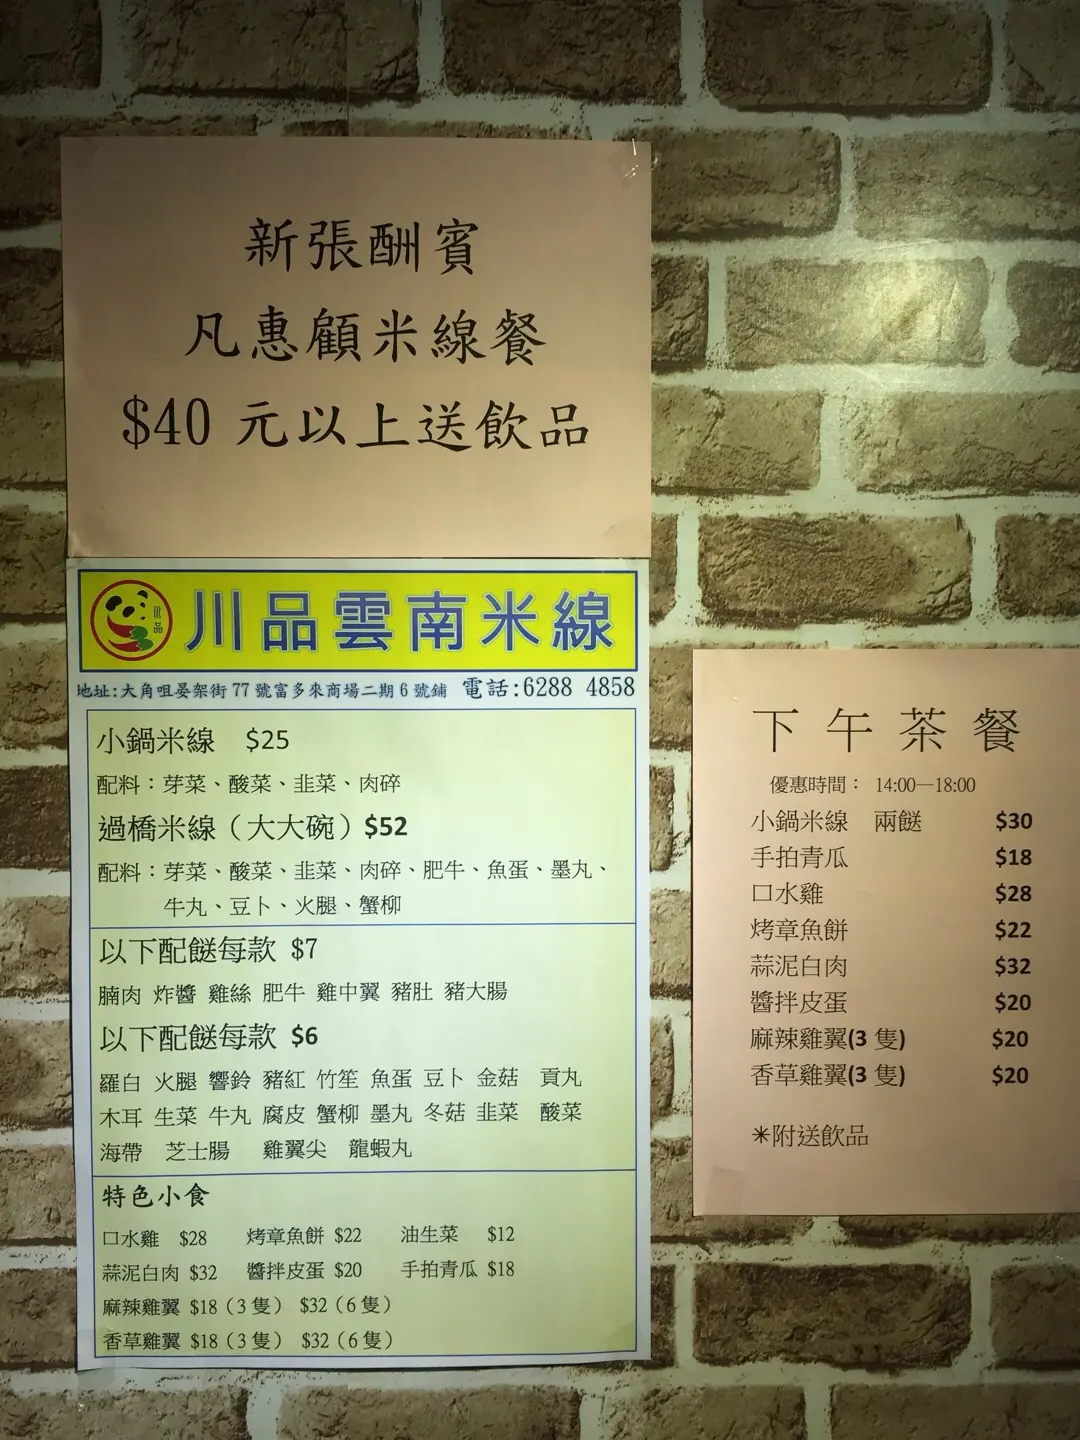 新張酬賓
凡惠顧米線餐
$40 元以上送飲品
川品
川品雲南米線
地址:大角咀晏架街 77 號富多來商場二期 6 號鋪 電話:6288 4858
小鍋米線 $25
配料：芽菜、酸菜、韭菜、肉碎
過橋米線（大大碗）$52
配料：芽菜、酸菜、韭菜、肉碎、肥牛、魚蛋、墨丸、
牛丸、豆卜、火腿、蟹柳
以下配餸每款 $7
腩肉 炸醬 雞絲 肥牛 雞中翼 豬肚 豬大腸
以下配餸每款 $6
羅白 火腿 響鈴 豬紅 竹笙 魚蛋 豆卜 金菇 貢丸
木耳 生菜 牛丸 腐皮 蟹柳 墨丸 冬菇 韭菜 酸菜
海帶 芝士腸 雞翼尖 龍蝦丸
特色小食
口水雞 $28 烤章魚餅 $22 油生菜 $12
蒜泥白肉 $32 醬拌皮蛋 $20 手拍青瓜 $18
麻辣雞翼 $18（3 隻） $32（6 隻）
香草雞翼 $18（3 隻） $32（6 隻）
下午茶餐
優惠時間： 14:00—18:00
小鍋米線 兩餸 $30
手拍青瓜 $18
口水雞 $28
烤章魚餅 $22
蒜泥白肉 $32
醬拌皮蛋 $20
麻辣雞翼(3 隻) $20
香草雞翼(3 隻) $20
＊附送飲品